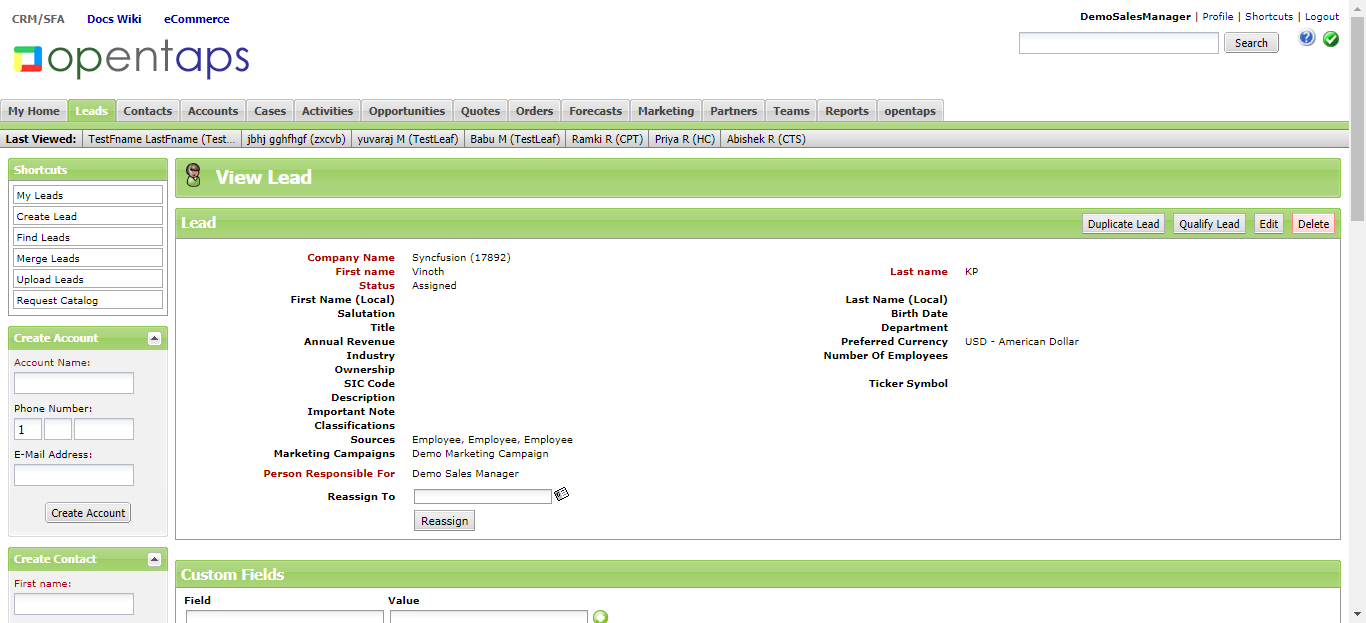 CRM/SFA Docs Wiki eCommerce
DemoSalesManager | Profile | Shortcuts | Logout
opentaps
Search
My Home Leads Contacts Accounts Cases Activities Opportunities Quotes Orders Forecasts Marketing Partners Teams Reports opentaps
Last Viewed: TestFname LastFname (Test... jbhj gghfhgf (zxcvb) yuvaraj M (TestLeaf) Babu M (TestLeaf) Ramki R (CPT) Priya R (HC) Abishek R (CTS)
Shortcuts
My Leads
Create Lead
Find Leads
Merge Leads
Upload Leads
Request Catalog
Create Account
Account Name:
Phone Number:
1
E-Mail Address:
Create Account
Create Contact
First name:
View Lead
Lead
Duplicate Lead Qualify Lead Edit Delete
Company Name Syncfusion (17892)
First name Vinoth Last name KP
Status Assigned
First Name (Local) Last Name (Local)
Salutation Birth Date
Title Department
Annual Revenue Preferred Currency USD - American Dollar
Industry Number Of Employees
Ownership
SIC Code Ticker Symbol
Description
Important Note
Classifications
Sources Employee, Employee, Employee
Marketing Campaigns Demo Marketing Campaign
Person Responsible For Demo Sales Manager
Reassign To
Reassign
Custom Fields
Field Value